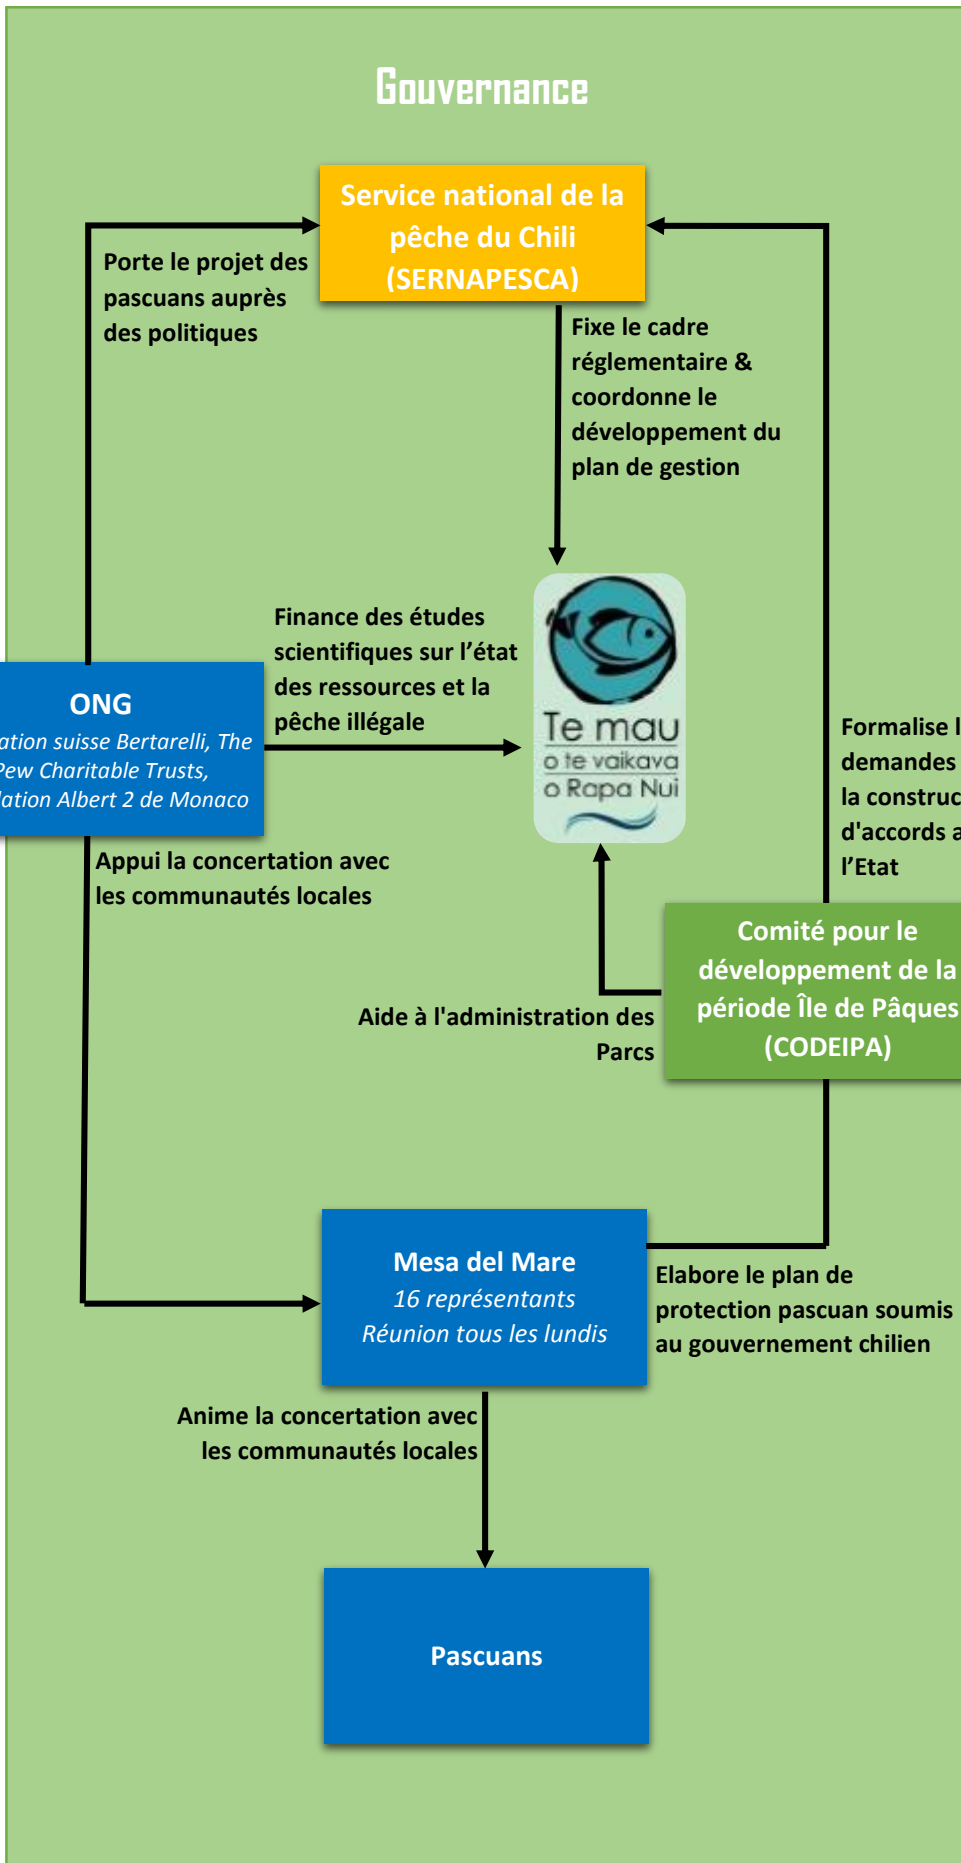 Gouvernance
Service national de la
pêche du Chili
(SERNAPESCA)
Porte le projet des
pascuans auprès
des politiques
Fixe le cadre
réglementaire &
coordonne le
développement du
plan de gestion
Finance des études
scientifiques sur l’état
des ressources et la
pêche illégale
Te mau
o te vaikava
o Rapa Nui
ONG
suisse Bertarelli, The
Pew Charitable Trusts,
Albert 2 de Monaco
Formalise
demandes
la
d'accords
l’Etat
Appui la concertation avec
les communautés locales
Comité pour le
développement de la
période Île de Pâques
(CODEIPA)
Aide à l'administration des
Parcs
Mesa del Mare
16 représentants
Réunion tous les lundis
Elabore le plan de
protection pascuan soumis
au gouvernement chilien
Anime la concertation avec
les communautés locales
Pascuans